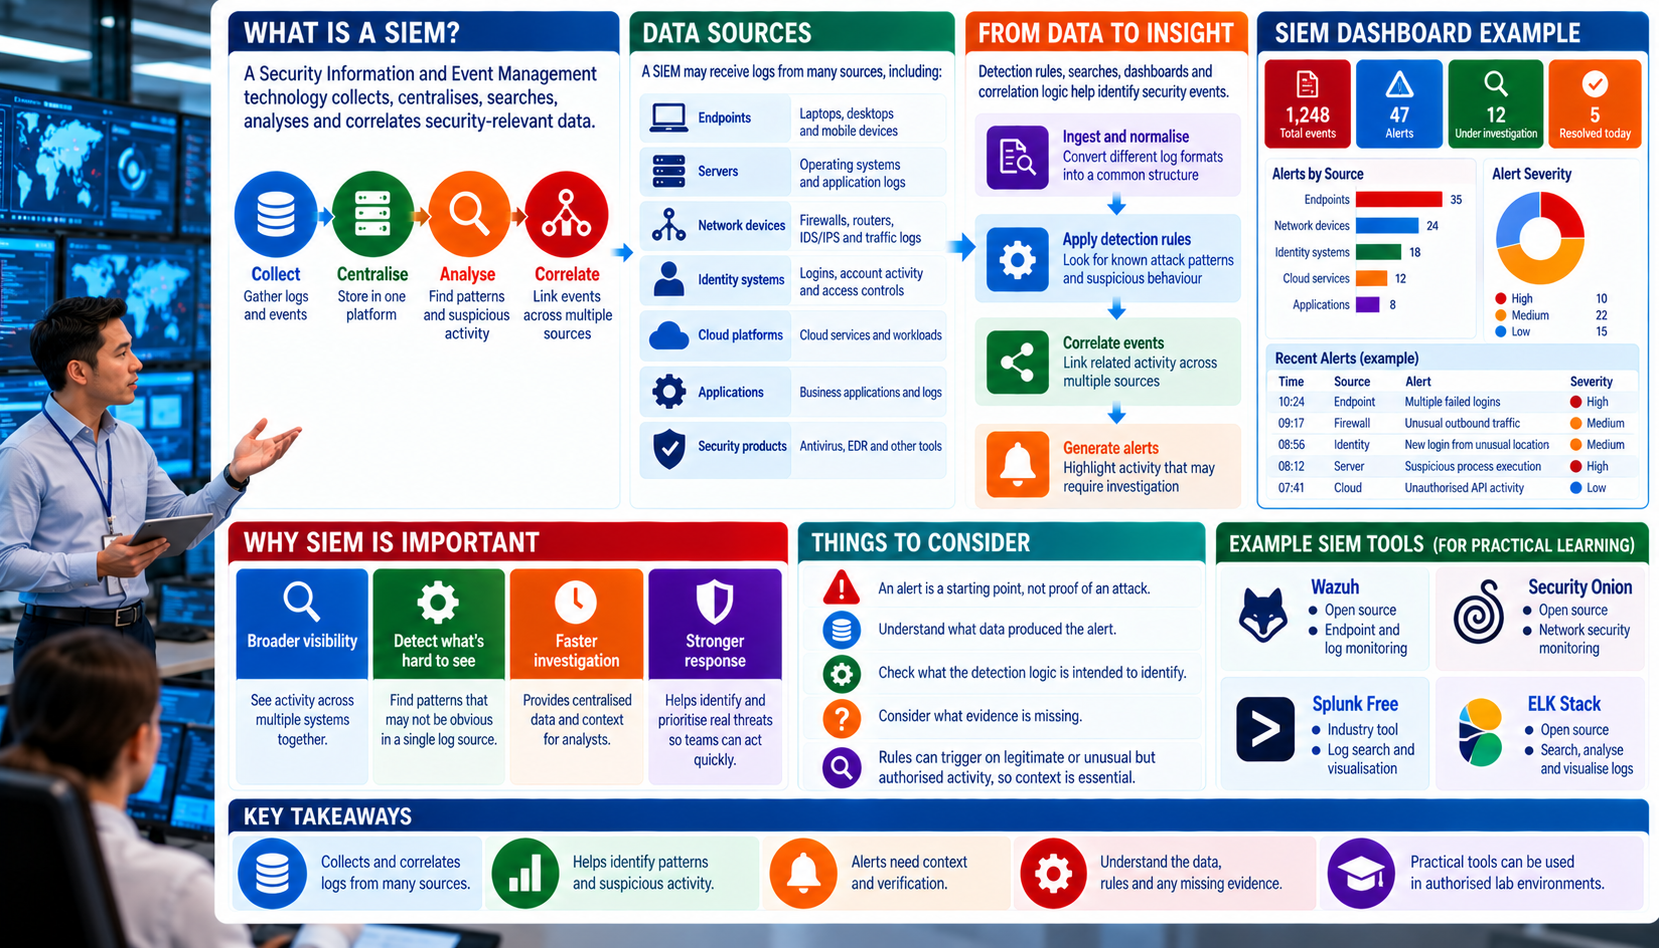 WHAT IS A SIEM?
A Security Information and Event Management
technology collects, centralises, searches,
analyses and correlates security-relevant data.
Collect
Gather logs
and events
Centralise
Store in one
platform
Analyse
Find patterns
and suspicious
activity
Correlate
Link events
across multiple
sources
DATA SOURCES
A SIEM may receive logs from many sources, including:
Endpoints
Laptops, desktops
and mobile devices
Servers
Operating systems
and application logs
Network devices
Firewalls, routers,
IDS/IPS and traffic logs
Identity systems
Logins, account activity
and access controls
Cloud platforms
Cloud services and workloads
Applications
Business applications and logs
Security products
Antivirus, EDR and other tools
FROM DATA TO INSIGHT
Detection rules, searches, dashboards and
correlation logic help identify security events.
Ingest and normalise
Convert different log formats
into a common structure
Apply detection rules
Look for known attack patterns
and suspicious behaviour
Correlate events
Link related activity across
multiple sources
Generate alerts
Highlight activity that may
require investigation
SIEM DASHBOARD EXAMPLE
1,248
Total events
47
Alerts
12
Under investigation
5
Resolved today
Alerts by Source
Endpoints 35
Network devices 24
Identity systems 18
Cloud services 12
Applications 8
Alert Severity
High 10
Medium 22
Low 15
Recent Alerts (example)
Time Source Alert Severity
10:24 Endpoint Multiple failed logins High
09:17 Firewall Unusual outbound traffic Medium
08:56 Identity New login from unusual location Medium
08:12 Server Suspicious process execution High
07:41 Cloud Unauthorised API activity Low
WHY SIEM IS IMPORTANT
Broader visibility
See activity across
multiple systems
together.
Detect what's
hard to see
Find patterns that
may not be obvious
in a single log source.
Faster
investigation
Provides centralised
data and context
for analysts.
Stronger
response
Helps identify and
prioritise real threats
so teams can act
quickly.
THINGS TO CONSIDER
An alert is a starting point, not proof of an attack.
Understand what data produced the alert.
Check what the detection logic is intended to identify.
Consider what evidence is missing.
Rules can trigger on legitimate or unusual but
authorised activity, so context is essential.
EXAMPLE SIEM TOOLS (FOR PRACTICAL LEARNING)
Wazuh
• Open source
• Endpoint and
log monitoring
Security Onion
• Open source
• Network security
monitoring
Splunk Free
• Industry tool
• Log search and
visualisation
ELK Stack
• Open source
• Search, analyse
and visualise logs
KEY TAKEAWAYS
Collects and correlates
logs from many sources.
Helps identify patterns
and suspicious activity.
Alerts need context
and verification.
Understand the data,
rules and any missing evidence.
Practical tools can be used
in authorised lab environments.